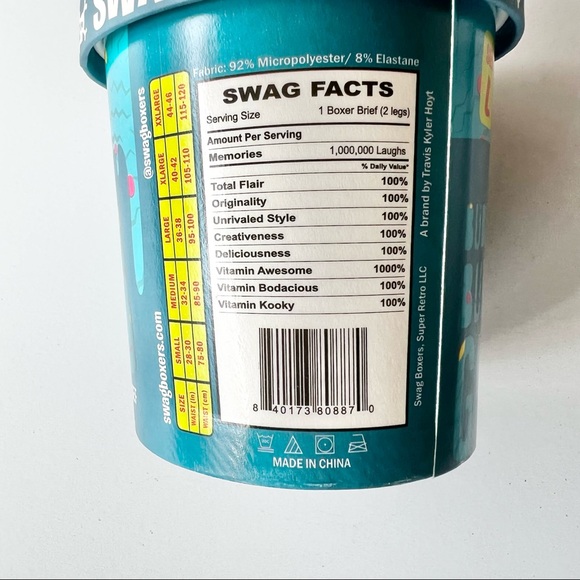 Fabric: 92% Micropolyester/ 8% Elastane
SWAG FACTS
Serving Size 1 Boxer Brief (2 legs)
Amount Per Serving
Memories 1,000,000 Laughs
% Daily Value*
Total Flair 100%
Originality 100%
Unrivaled Style 100%
Creativeness 100%
Deliciousness 100%
Vitamin Awesome 1000%
Vitamin Bodacious 100%
Vitamin Kooky 100%
8 40173 80887 0
MADE IN CHINA
@swagboxers
swagboxers.com
SIZE SMALL MEDIUM LARGE XLARGE XXLARGE
WAIST (in) 28-30 32-34 36-38 40-42 44-46
WAIST (cm) 75-80 85-90 95-100 105-110 115-120
Swag Boxers, Super Retro LLC
A brand by Travis Kyler Hoyt